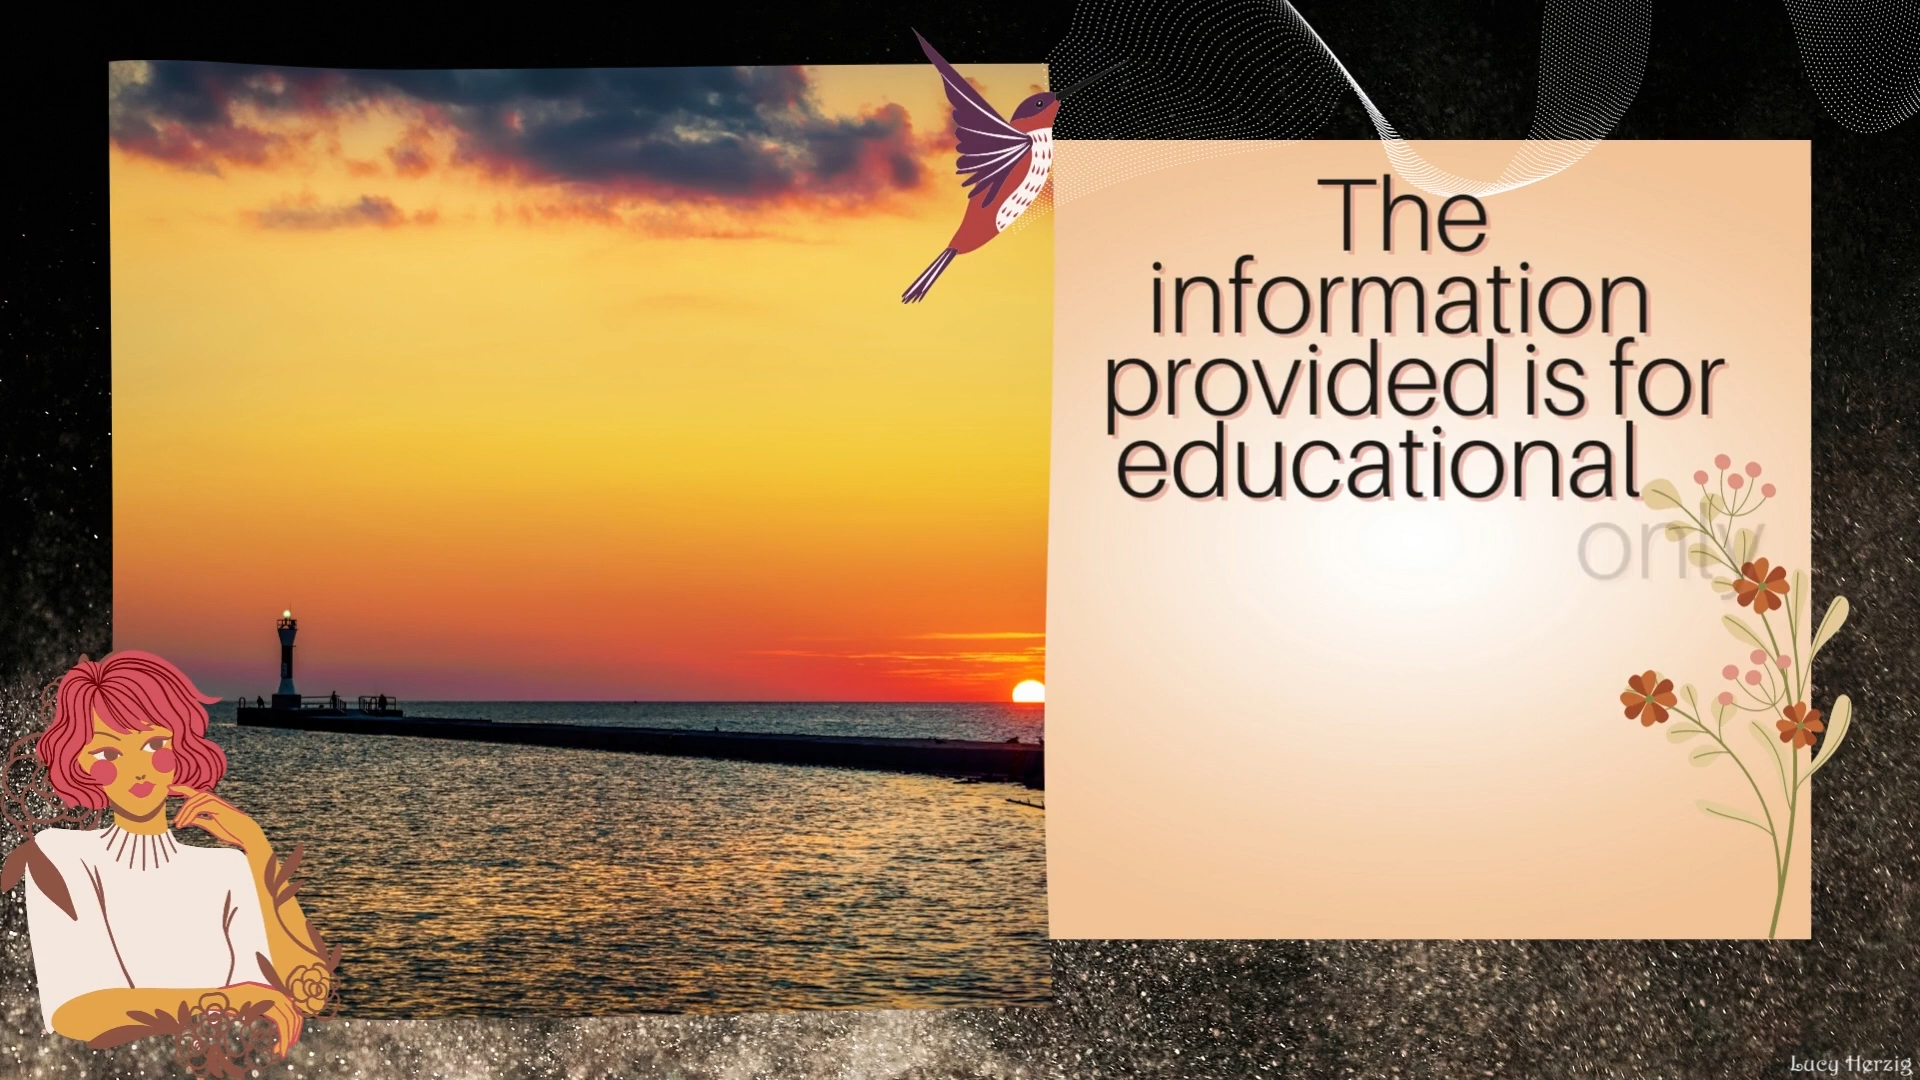 The
information
provided is for
educational
only
Lucy Herzig